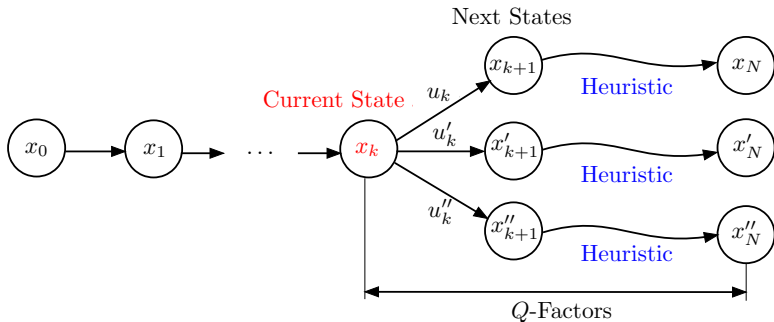 Next States
x_{k+1} x_N
u_k Heuristic
Current State
u'_k
x_0 x_1 ... x_k x'_{k+1} x'_N
Heuristic
u''_k
x''_{k+1} x''_N
Heuristic
Q-Factors